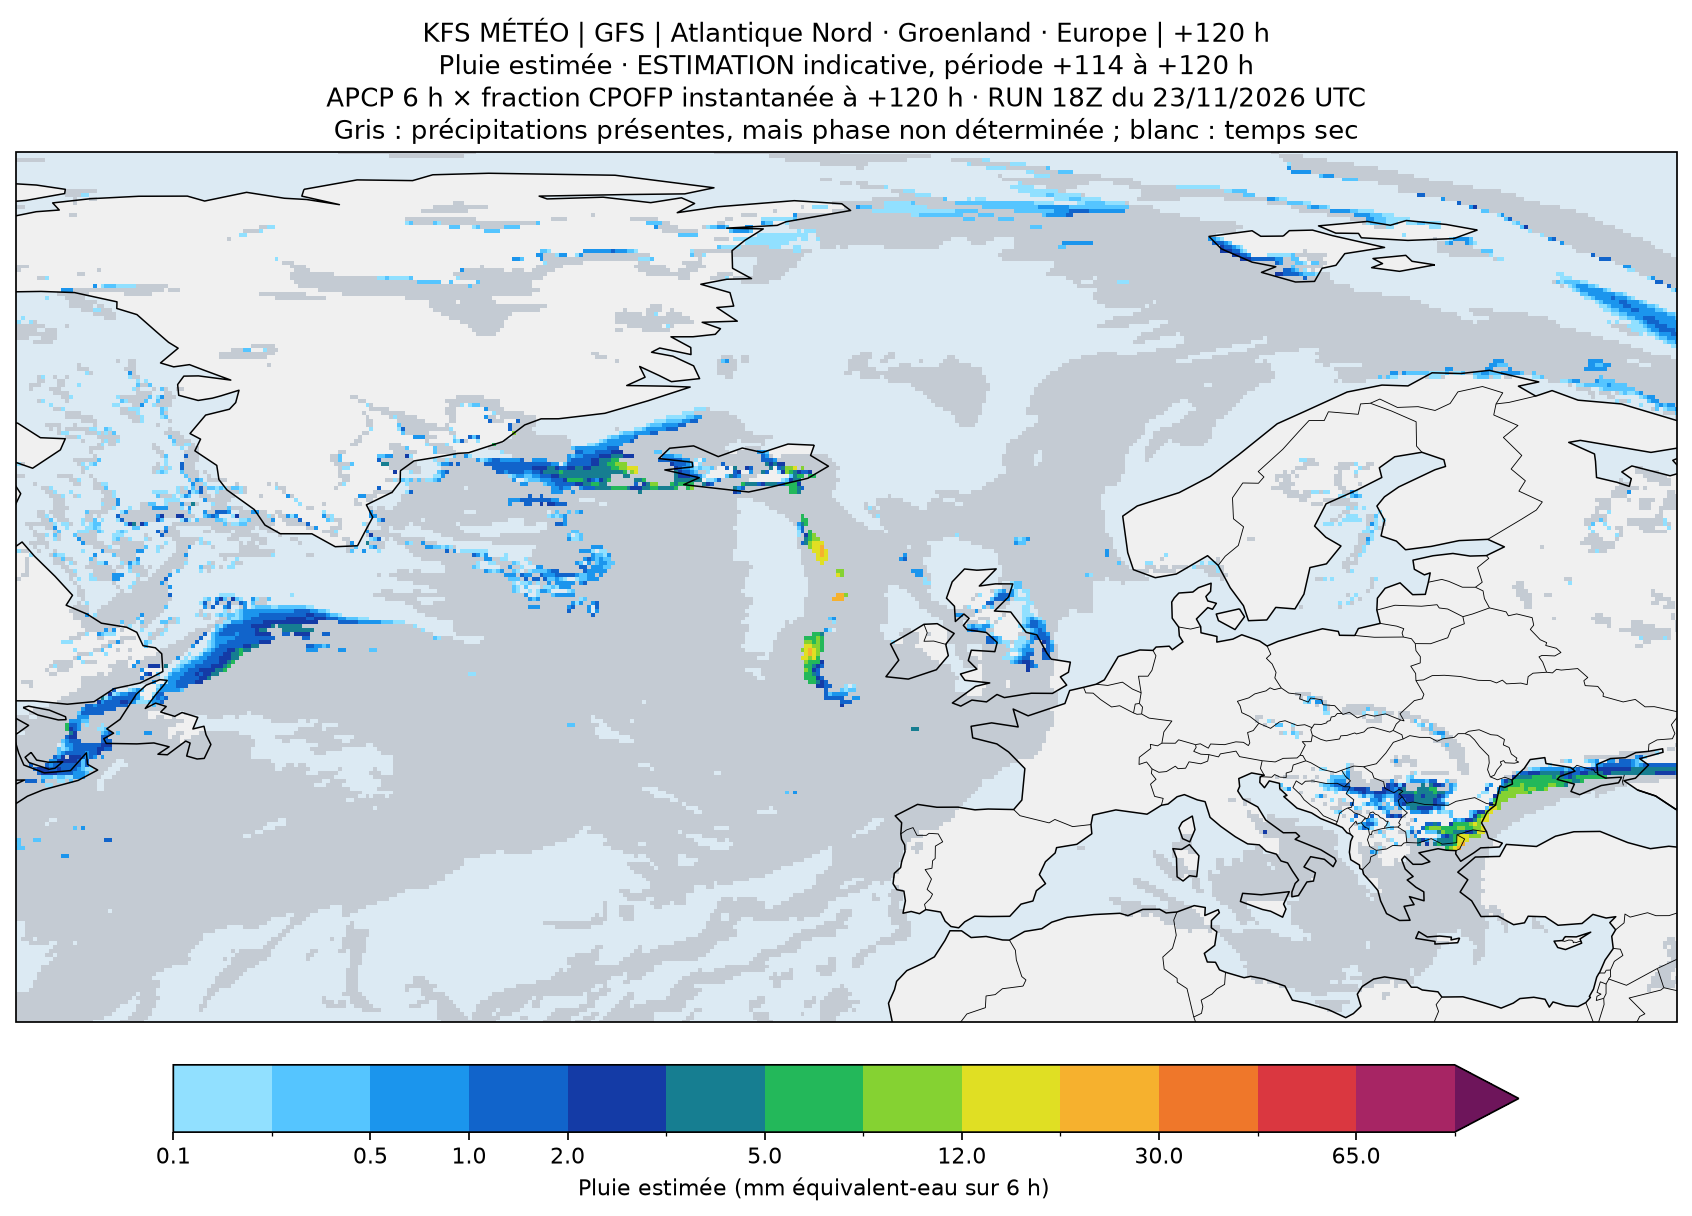 KFS MÉTÉO | GFS | Atlantique Nord · Groenland · Europe | +120 h
Pluie estimée · ESTIMATION indicative, période +114 à +120 h
APCP 6 h × fraction CPOFP instantanée à +120 h · RUN 18Z du 23/11/2026 UTC
Gris : précipitations présentes, mais phase non déterminée ; blanc : temps sec
0.1 0.5 1.0 2.0 5.0 12.0 30.0 65.0
Pluie estimée (mm équivalent-eau sur 6 h)